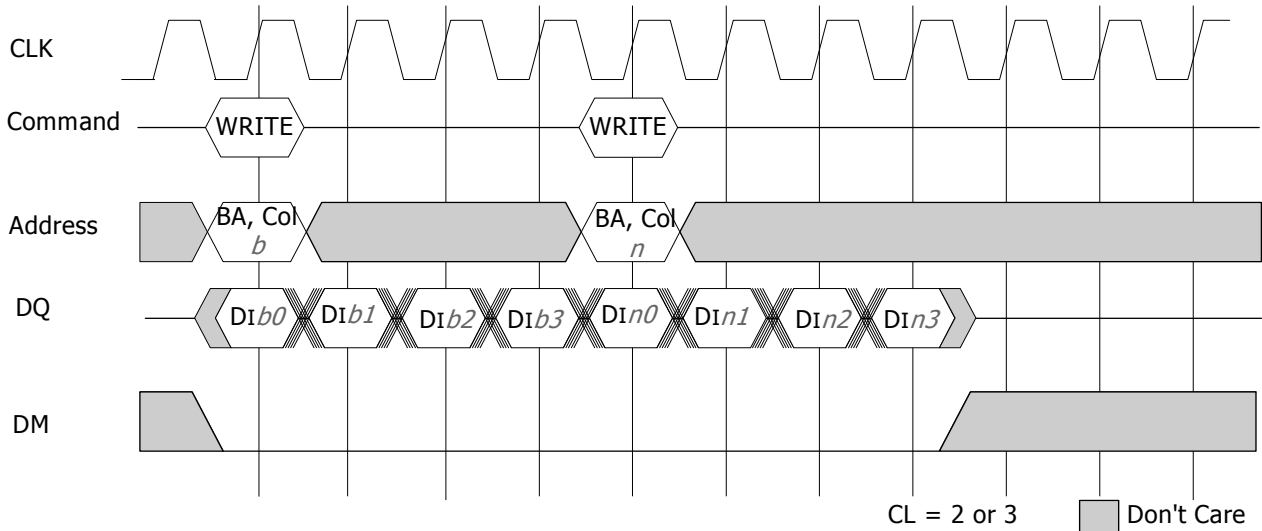 CLK
Command WRITE WRITE
Address BA, Col BA, Col
b n
DQ DIb0 DIb1 DIb2 DIb3 DIn0 DIn1 DIn2 DIn3
DM
CL = 2 or 3 Don't Care